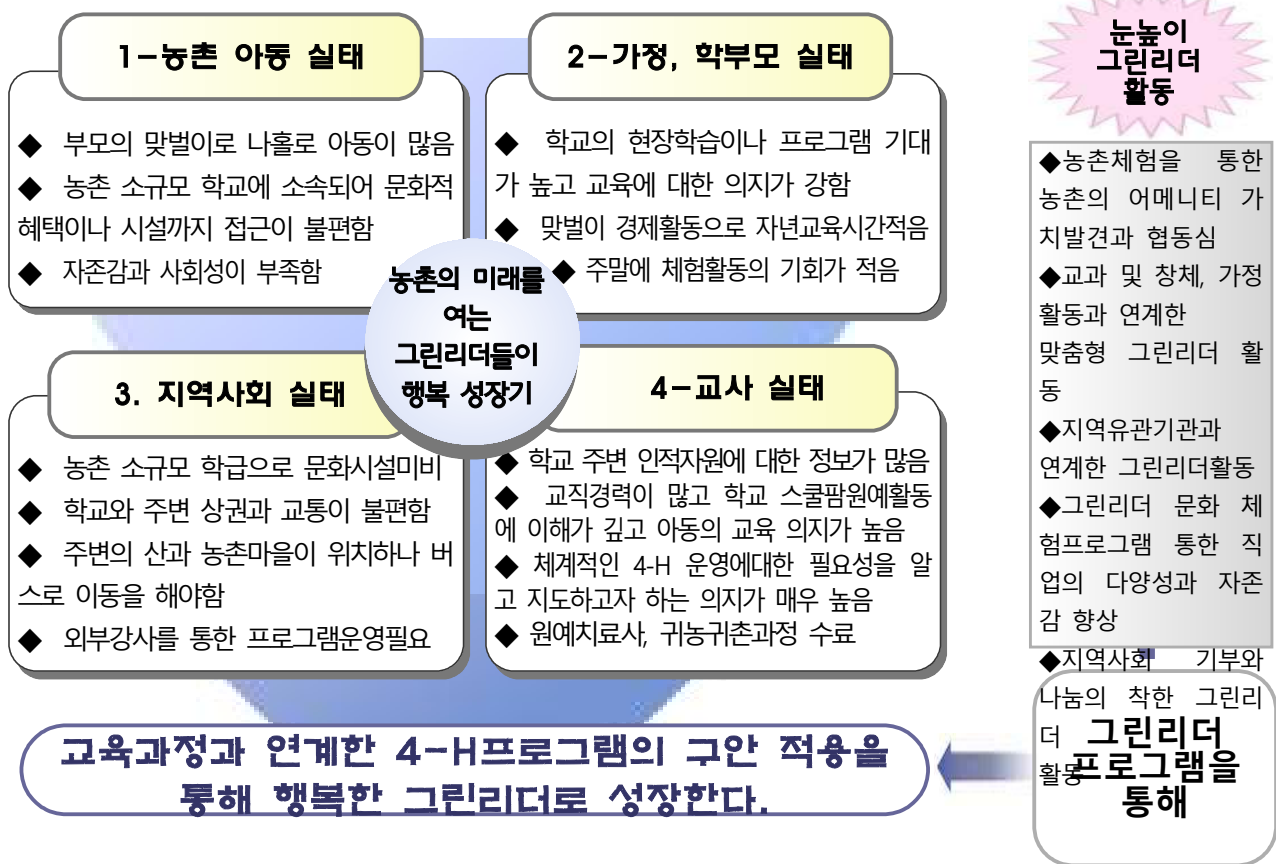 1-농촌 아동 실태
◆ 부모의 맞벌이로 나홀로 아동이 많음
◆ 농촌 소규모 학교에 소속되어 문화적
혜택이나 시설까지 접근이 불편함
◆ 자존감과 사회성이 부족함
2-가정, 학부모 실태
◆ 학교의 현장학습이나 프로그램 기대
가 높고 교육에 대한 의지가 강함
◆ 맞벌이 경제활동으로 자녀교육시간적음
◆ 주말에 체험활동의 기회가 적음
농촌의 미래를
여는
그린리더들이
행복 성장기
3. 지역사회 실태
◆ 농촌 소규모 학급으로 문화시설미비
◆ 학교와 주변 상권과 교통이 불편함
◆ 주변의 산과 농촌마을이 위치하나 버
스로 이동을 해야함
◆ 외부강사를 통한 프로그램운영필요
4-교사 실태
◆ 학교 주변 인적자원에 대한 정보가 많음
◆ 교직경력이 많고 학교 스쿨팜원예활동
에 이해가 깊고 아동의 교육 의지가 높음
◆ 체계적인 4-H 운영에대한 필요성을 알
고 지도하고자 하는 의지가 매우 높음
◆ 원예치료사, 귀농귀촌과정 수료
교육과정과 연계한 4-H프로그램의 구안 적용을
통해 행복한 그린리더로 성장한다.
눈높이
그린리더
활동
◆농촌체험을 통한
농촌의 어메니티 가
치발견과 협동심
◆교과 및 창체, 가정
활동과 연계한
맞춤형 그린리더 활
동
◆지역유관기관과
연계한 그린리더활동
◆그린리더 문화 체
험프로그램 통한 직
업의 다양성과 자존
감 향상
◆지역사회 기부와
나눔의 착한 그린리
더
활동
그린리더
프로그램을
통해